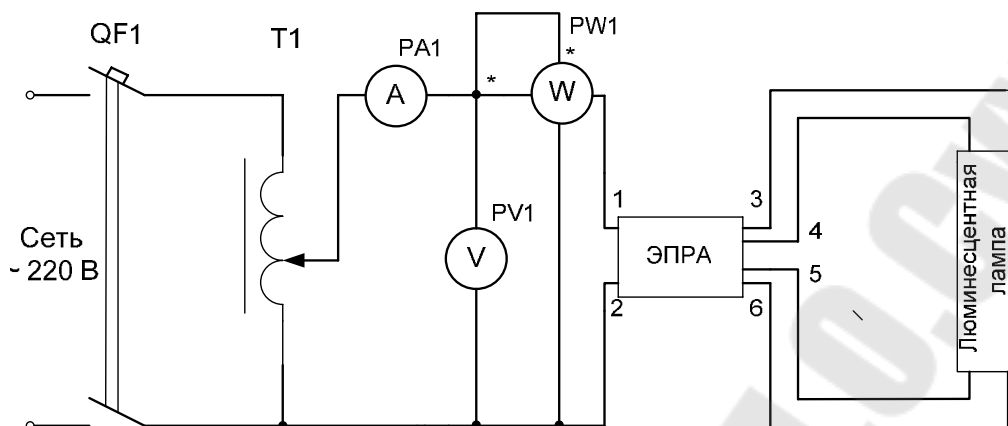 QF1
T1
PA1
PW1
*
*
A
W
PV1
V
Сеть
~ 220 В
1
2
ЭПРА
3
4
5
6
Люминесцентная
лампа